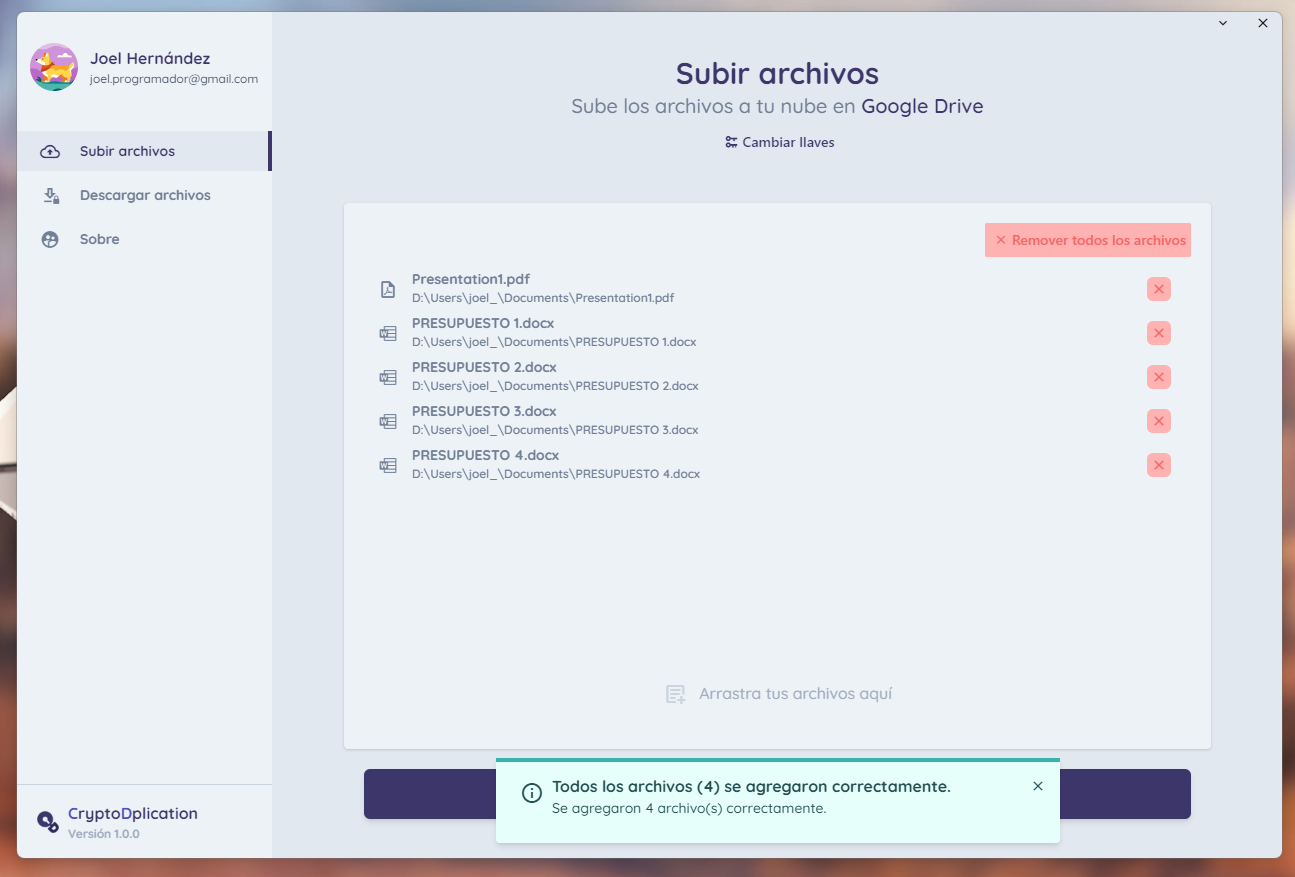 Joel Hernández
joel.programador@gmail.com
Subir archivos
Descargar archivos
Sobre
CryptoDplication
Versión 1.0.0
Subir archivos
Sube los archivos a tu nube en Google Drive
Cambiar llaves
Remover todos los archivos
Presentation1.pdf
D:\Users\joel_\Documents\Presentation1.pdf
PRESUPUESTO 1.docx
D:\Users\joel_\Documents\PRESUPUESTO 1.docx
PRESUPUESTO 2.docx
D:\Users\joel_\Documents\PRESUPUESTO 2.docx
PRESUPUESTO 3.docx
D:\Users\joel_\Documents\PRESUPUESTO 3.docx
PRESUPUESTO 4.docx
D:\Users\joel_\Documents\PRESUPUESTO 4.docx
Arrastra tus archivos aquí
Todos los archivos (4) se agregaron correctamente.
Se agregaron 4 archivo(s) correctamente.